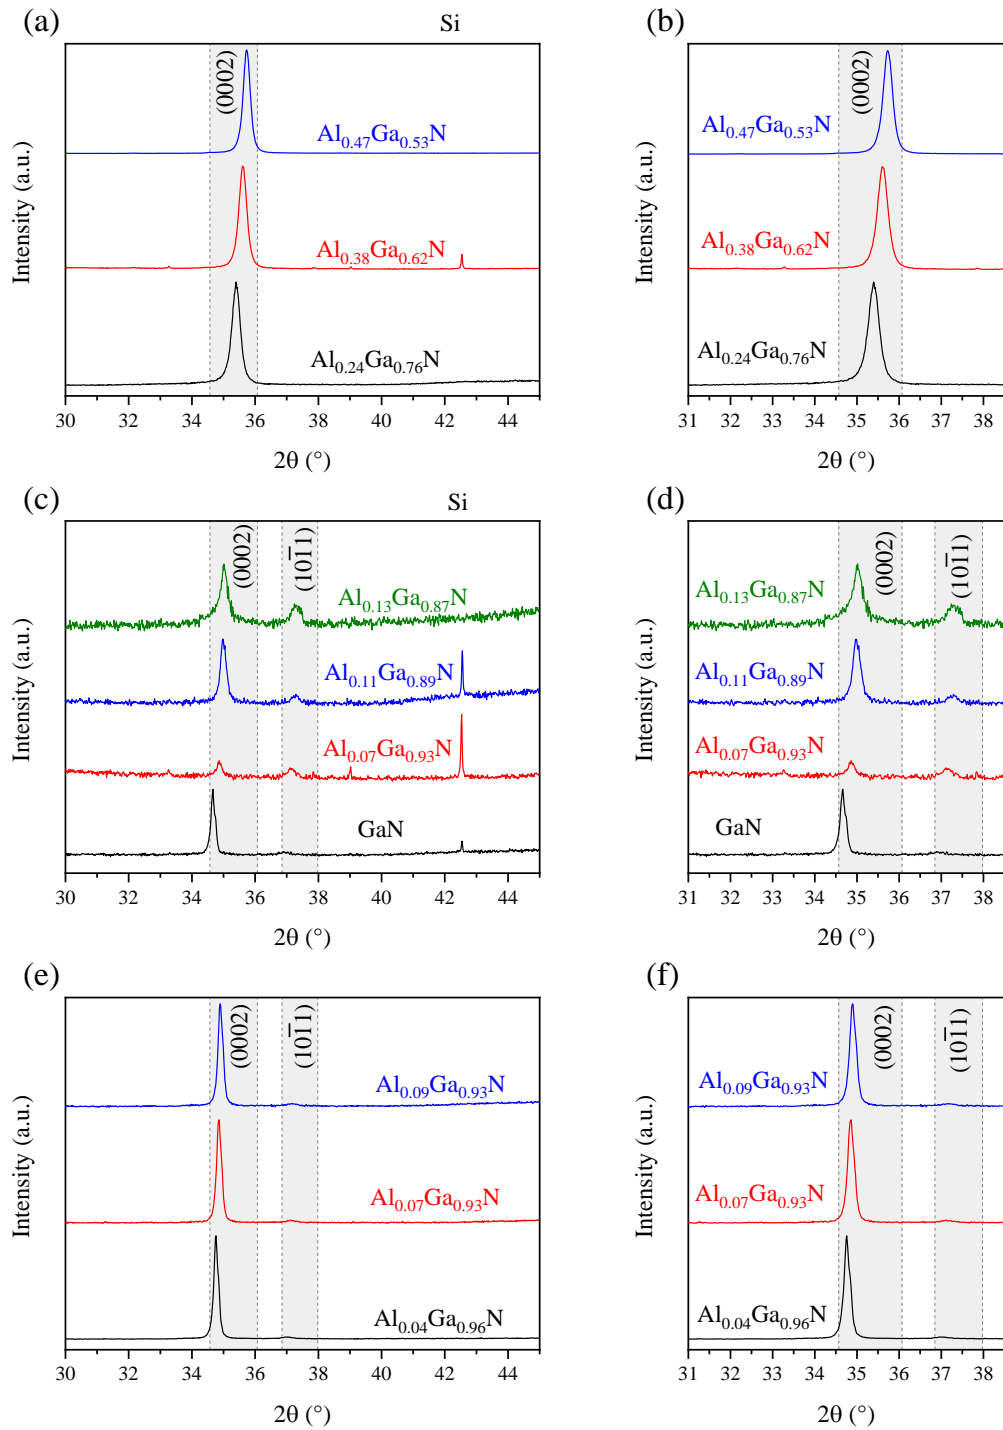 (a)
Si
(0002)
Al0.47Ga0.53N
Al0.38Ga0.62N
Al0.24Ga0.76N
Intensity (a.u.)
30 32 34 36 38 40 42 44
2θ (°)
(b)
(0002)
Al0.47Ga0.53N
Al0.38Ga0.62N
Al0.24Ga0.76N
Intensity (a.u.)
31 32 33 34 35 36 37 38
2θ (°)
(c)
Si
(0002)
(101̅1)
Al0.13Ga0.87N
Al0.11Ga0.89N
Al0.07Ga0.93N
GaN
Intensity (a.u.)
30 32 34 36 38 40 42 44
2θ (°)
(d)
(0002)
(101̅1)
Al0.13Ga0.87N
Al0.11Ga0.89N
Al0.07Ga0.93N
GaN
Intensity (a.u.)
31 32 33 34 35 36 37 38
2θ (°)
(e)
(0002)
(101̅1)
Al0.09Ga0.93N
Al0.07Ga0.93N
Al0.04Ga0.96N
Intensity (a.u.)
30 32 34 36 38 40 42 44
2θ (°)
(f)
(0002)
(101̅1)
Al0.09Ga0.93N
Al0.07Ga0.93N
Al0.04Ga0.96N
Intensity (a.u.)
31 32 33 34 35 36 37 38
2θ (°)